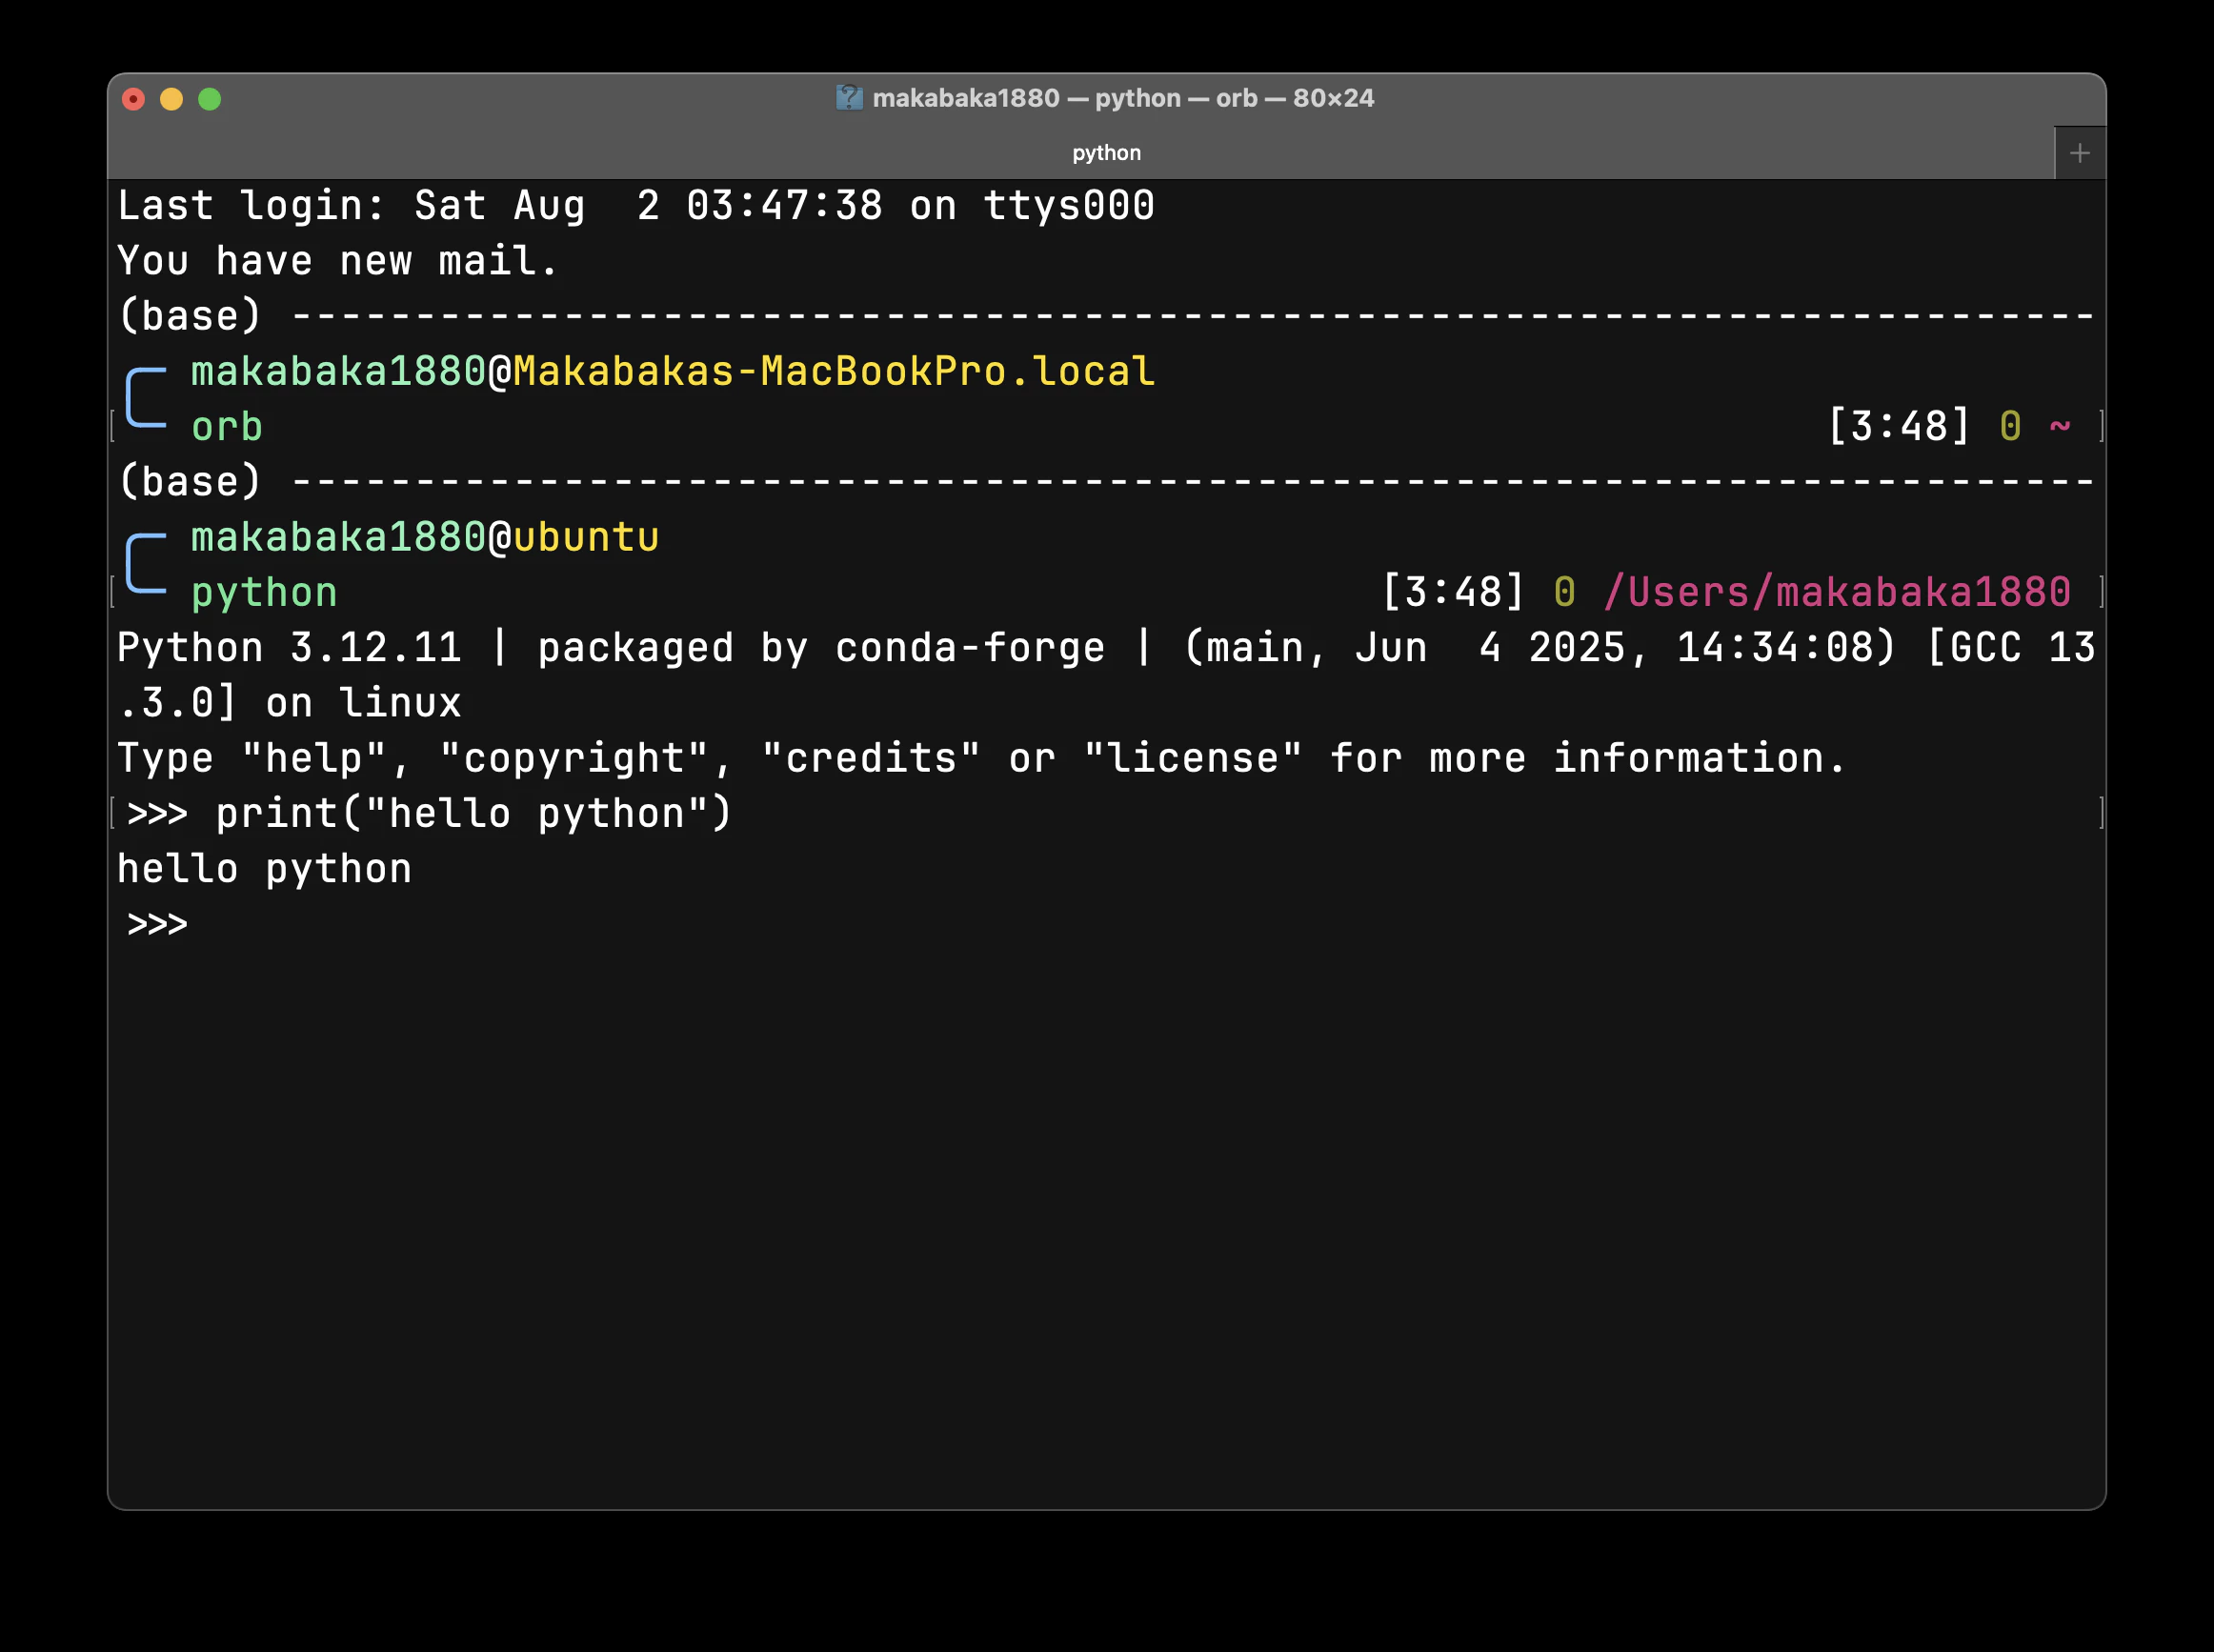 makabaka1880 — python — orb — 80×24
python
Last login: Sat Aug  2 03:47:38 on ttys000
You have new mail.
(base) -------------------------------------------------------------------------
makabaka1880@Makabakas-MacBookPro.local
orb [3:48] 0 ~
(base) -------------------------------------------------------------------------
makabaka1880@ubuntu
python [3:48] 0 /Users/makabaka1880
Python 3.12.11 | packaged by conda-forge | (main, Jun  4 2025, 14:34:08) [GCC 13
.3.0] on linux
Type "help", "copyright", "credits" or "license" for more information.
>>> print("hello python")
hello python
>>>